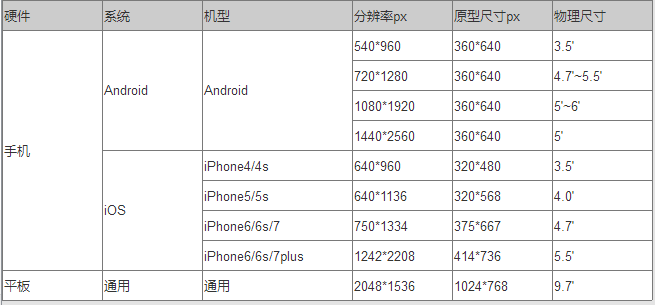 硬件 系统 机型 分辨率px 原型尺寸px 物理尺寸
手机 Android Android 540*960 360*640 3.5'
720*1280 360*640 4.7'~5.5'
1080*1920 360*640 5'~6'
1440*2560 360*640 5'
iOS iPhone4/4s 640*960 320*480 3.5'
iPhone5/5s 640*1136 320*568 4.0'
iPhone6/6s/7 750*1334 375*667 4.7'
iPhone6/6s/7plus 1242*2208 414*736 5.5'
平板 通用 通用 2048*1536 1024*768 9.7'